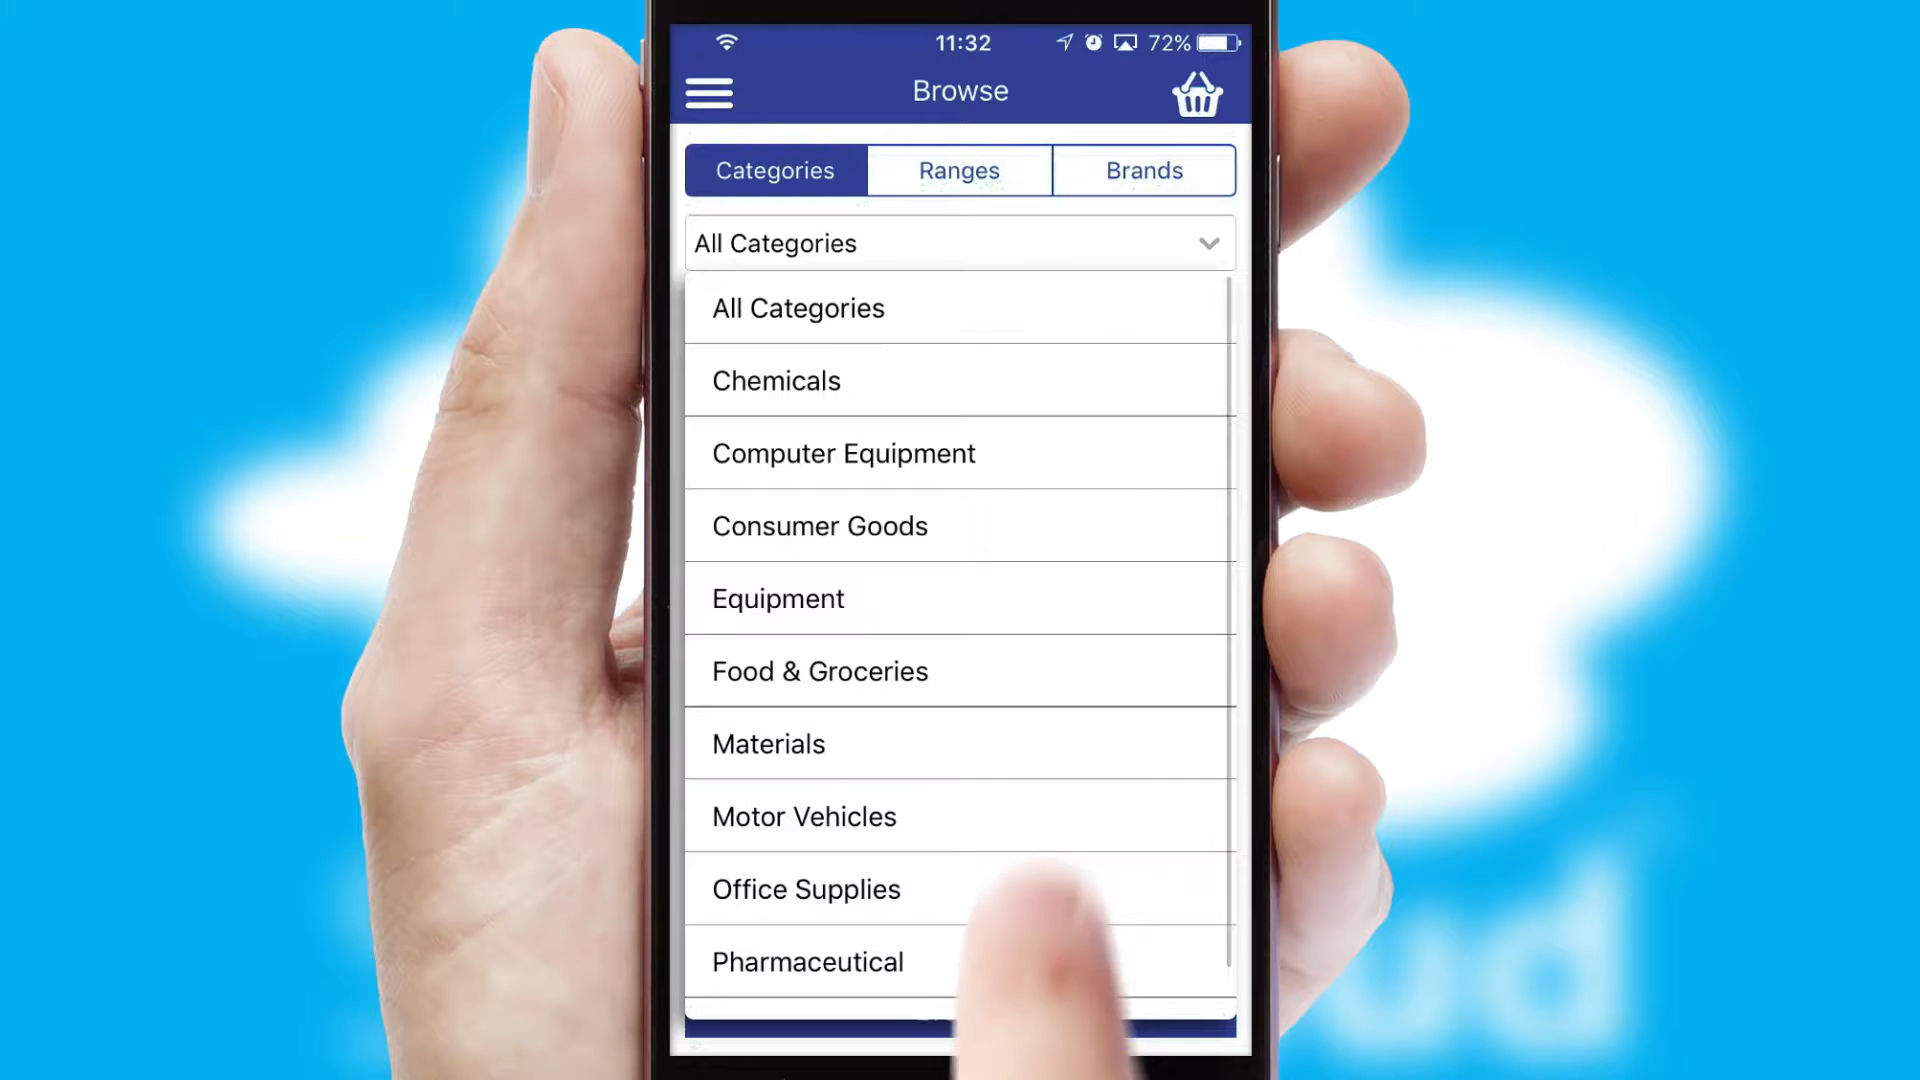 11:32 72%
Browse
Categories Ranges Brands
All Categories
All Categories
Chemicals
Computer Equipment
Consumer Goods
Equipment
Food & Groceries
Materials
Motor Vehicles
Office Supplies
Pharmaceutical
ud